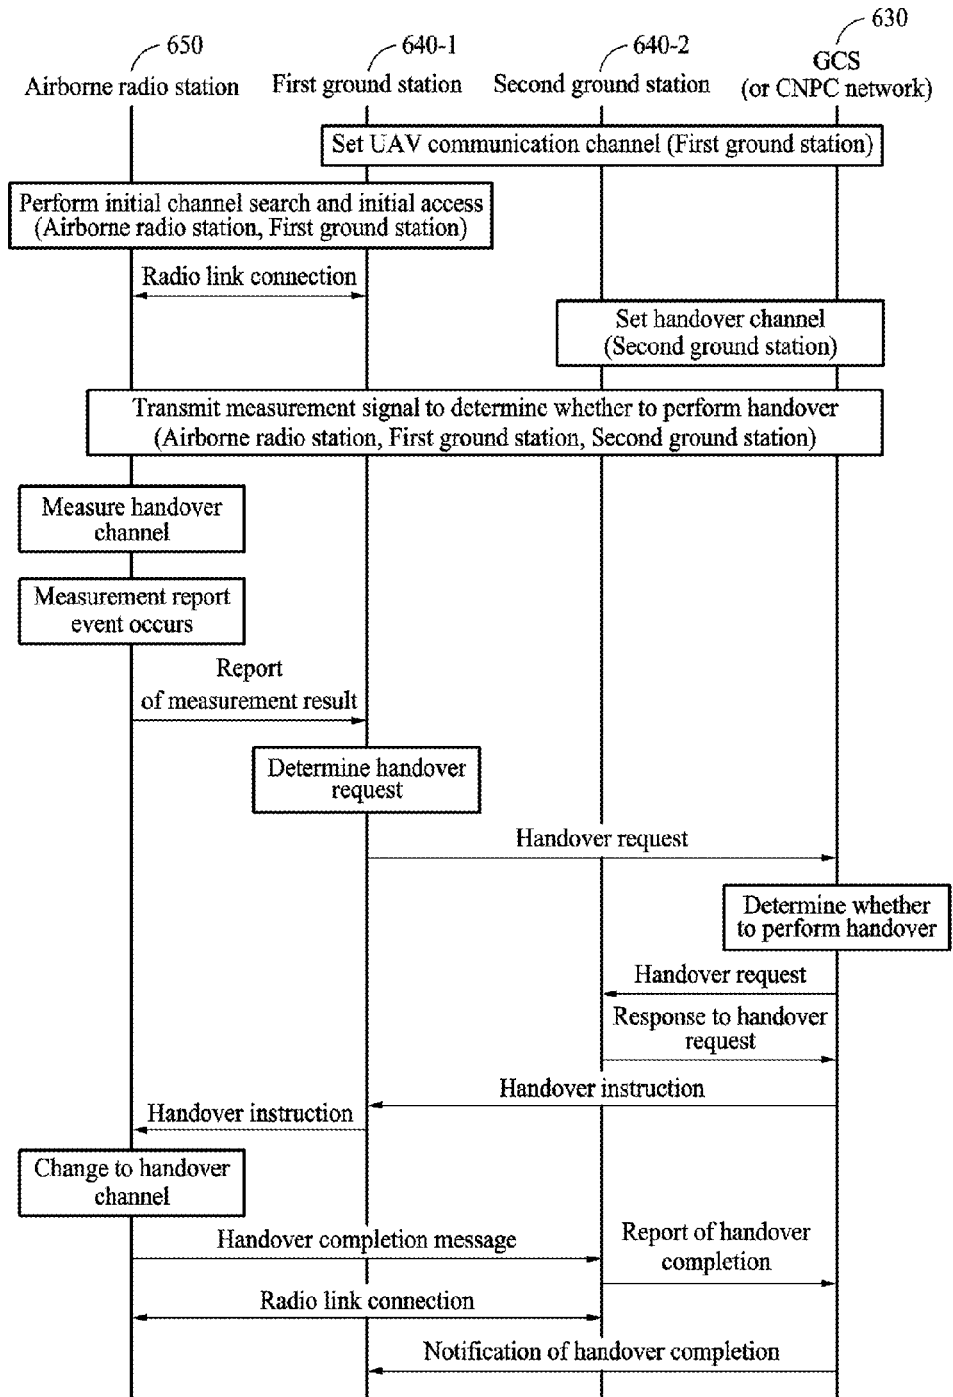 650
640-1
640-2
630
Airborne radio station
First ground station
Second ground station
GCS
(or CNPC network)
Set UAV communication channel (First ground station)
Perform initial channel search and initial access
(Airborne radio station, First ground station)
Radio link connection
Set handover channel
(Second ground station)
Transmit measurement signal to determine whether to perform handover
(Airborne radio station, First ground station, Second ground station)
Measure handover
channel
Measurement report
event occurs
Report
of measurement result
Determine handover
request
Handover request
Determine whether
to perform handover
Handover request
Response to handover
request
Handover instruction
Handover instruction
Change to handover
channel
Handover completion message
Report of handover
completion
Radio link connection
Notification of handover completion